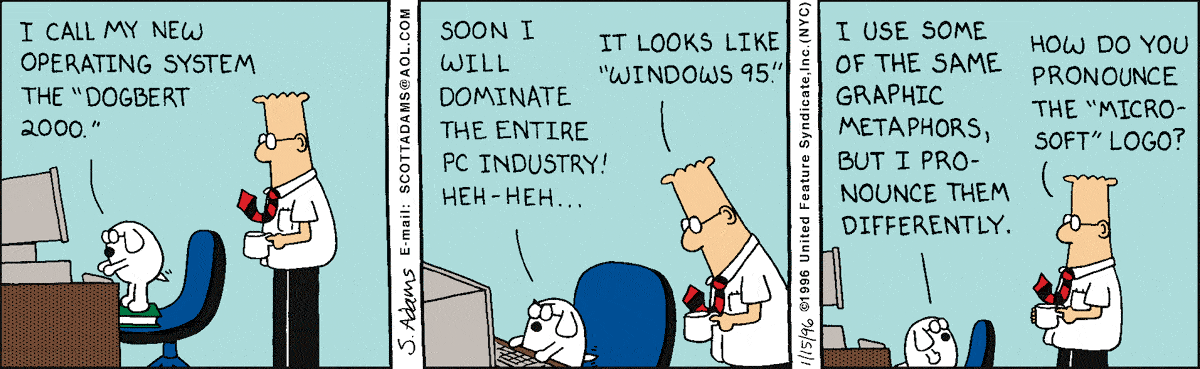 I CALL MY NEW
OPERATING SYSTEM
THE "DOGBERT
2000."
S. Adams E-mail: SCOTTADAMS@AOL.COM
SOON I
WILL
DOMINATE
THE ENTIRE
PC INDUSTRY!
HEH-HEH...
IT LOOKS LIKE
"WINDOWS 95."
1/15/96 ©1996 United Feature Syndicate, Inc. (NYC)
I USE SOME
OF THE SAME
GRAPHIC
METAPHORS,
BUT I PRO-
NOUNCE THEM
DIFFERENTLY.
HOW DO YOU
PRONOUNCE
THE "MICRO-
SOFT" LOGO?